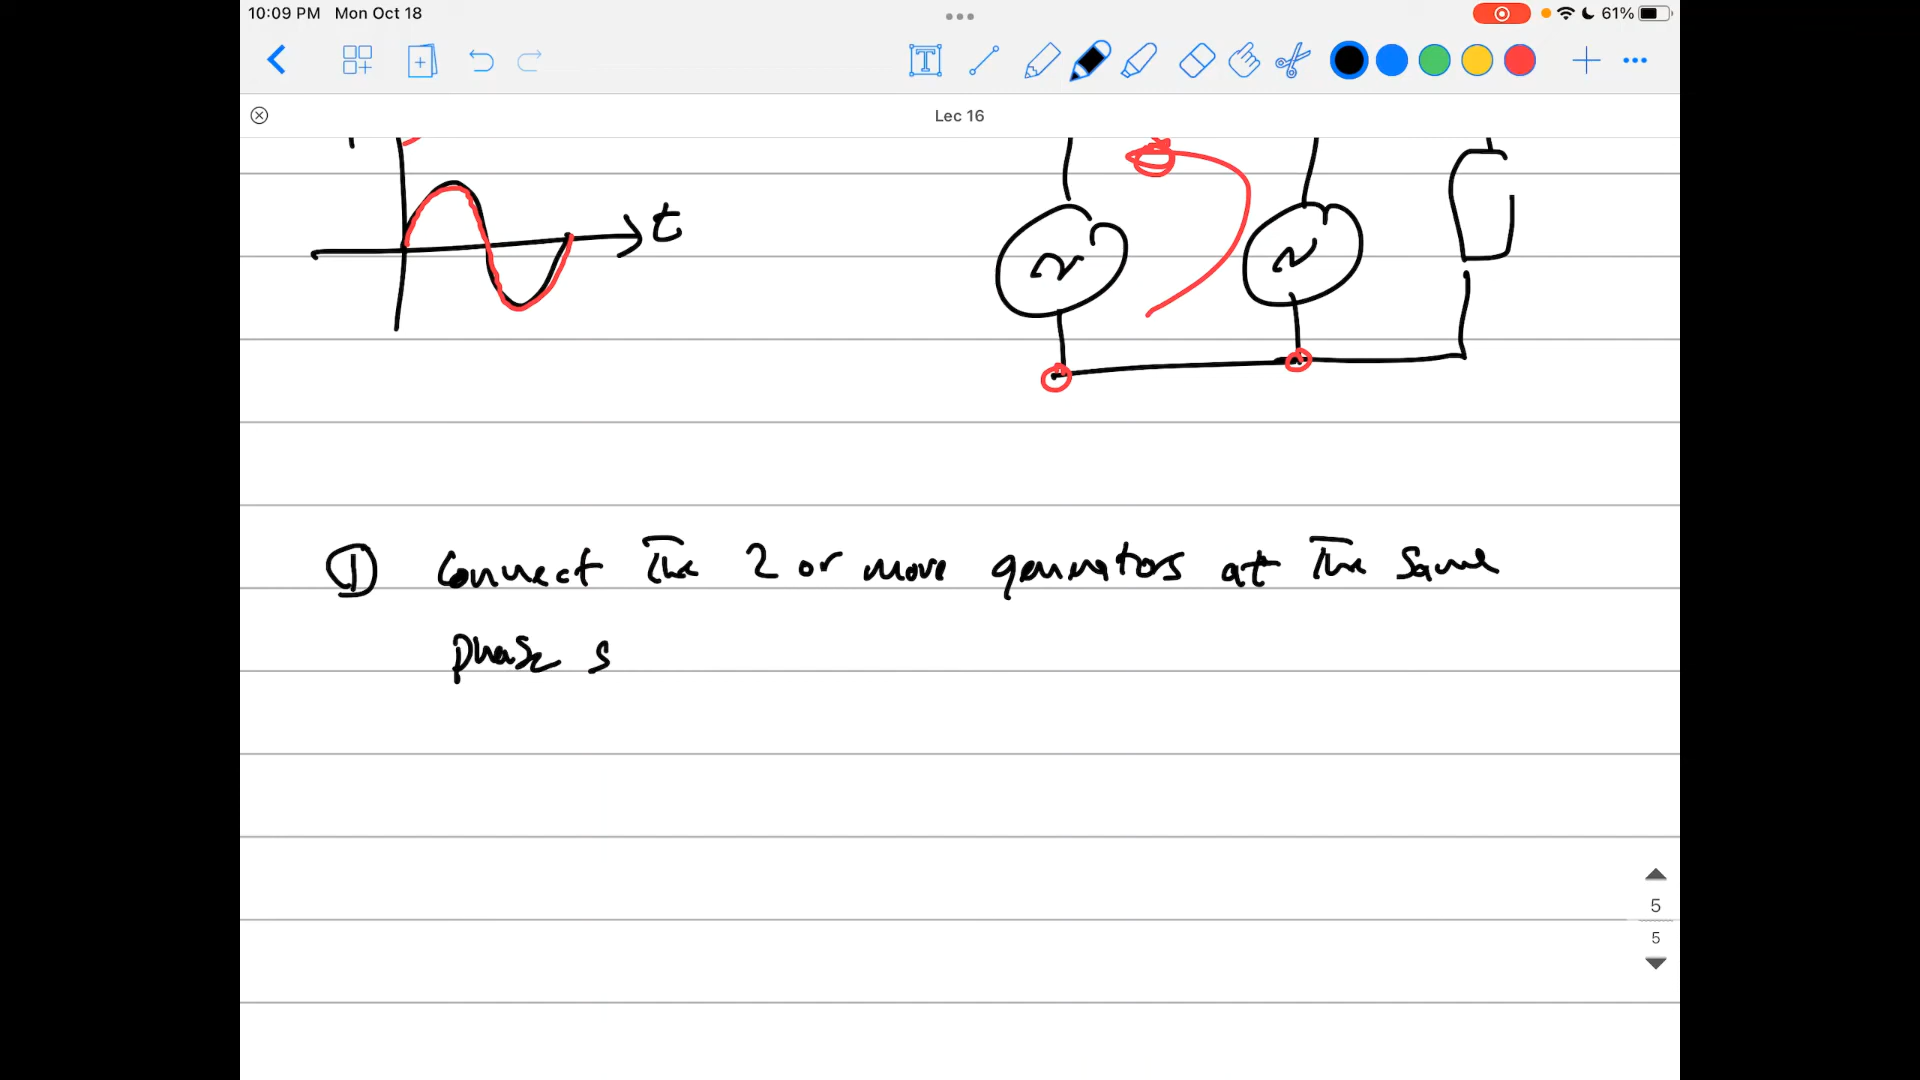 10:09 PM Mon Oct 18
61%
Lec 16
t
① Connect The 2 or more generators at The same
phase s
5
5